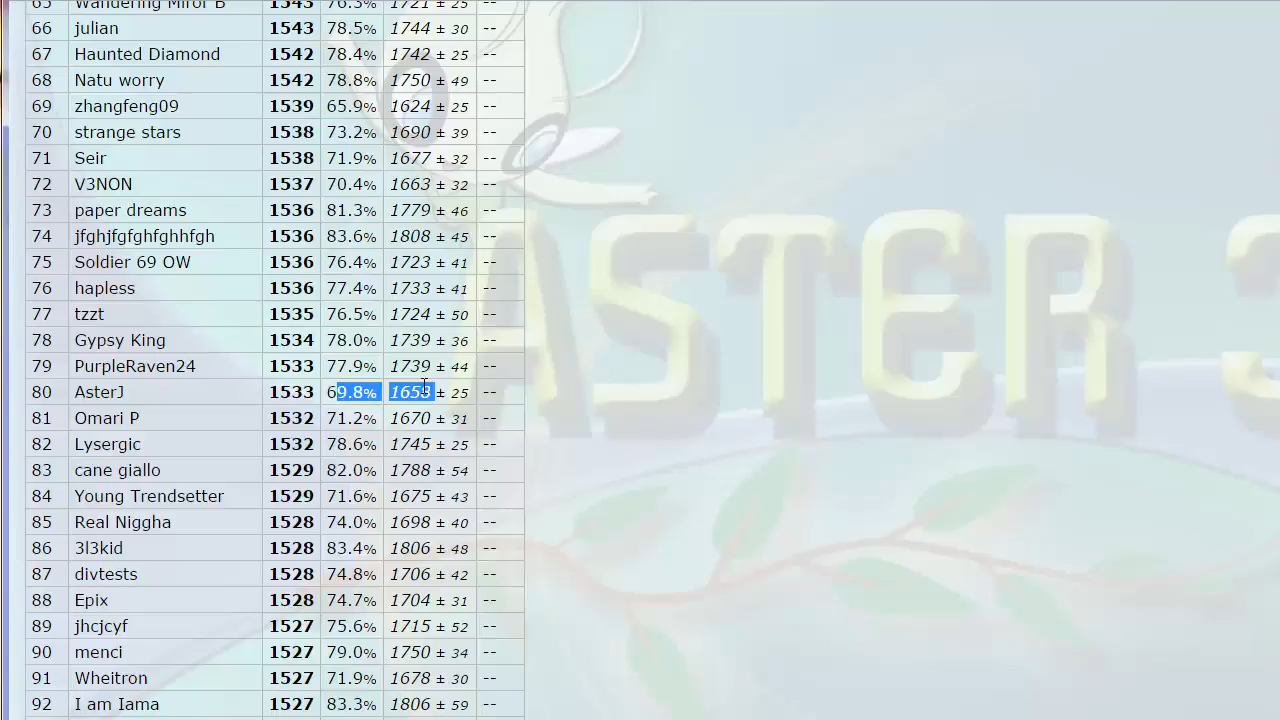 65 Wandering Miror B 1543 76.3% 1721 ± 25
66 julian 1543 78.5% 1744 ± 30 --
67 Haunted Diamond 1542 78.4% 1742 ± 25 --
68 Natu worry 1542 78.8% 1750 ± 49 --
69 zhangfeng09 1539 65.9% 1624 ± 25 --
70 strange stars 1538 73.2% 1690 ± 39 --
71 Seir 1538 71.9% 1677 ± 32 --
72 V3NON 1537 70.4% 1663 ± 32 --
73 paper dreams 1536 81.3% 1779 ± 46 --
74 jfghjfgfghfghhfgh 1536 83.6% 1808 ± 45 --
75 Soldier 69 OW 1536 76.4% 1723 ± 41 --
76 hapless 1536 77.4% 1733 ± 41 --
77 tzzt 1535 76.5% 1724 ± 50 --
78 Gypsy King 1534 78.0% 1739 ± 36 --
79 PurpleRaven24 1533 77.9% 1739 ± 44 --
80 AsterJ 1533 69.8% 1658 ± 25 --
81 Omari P 1532 71.2% 1670 ± 31 --
82 Lysergic 1532 78.6% 1745 ± 25 --
83 cane giallo 1529 82.0% 1788 ± 54 --
84 Young Trendsetter 1529 71.6% 1675 ± 43 --
85 Real Niggha 1528 74.0% 1698 ± 40 --
86 3l3kid 1528 83.4% 1806 ± 48 --
87 divtests 1528 74.8% 1706 ± 42 --
88 Epix 1528 74.7% 1704 ± 31 --
89 jhcjcyf 1527 75.6% 1715 ± 52 --
90 menci 1527 79.0% 1750 ± 34 --
91 Wheitron 1527 71.9% 1678 ± 30 --
92 I am Iama 1527 83.3% 1806 ± 59 --
ASTER